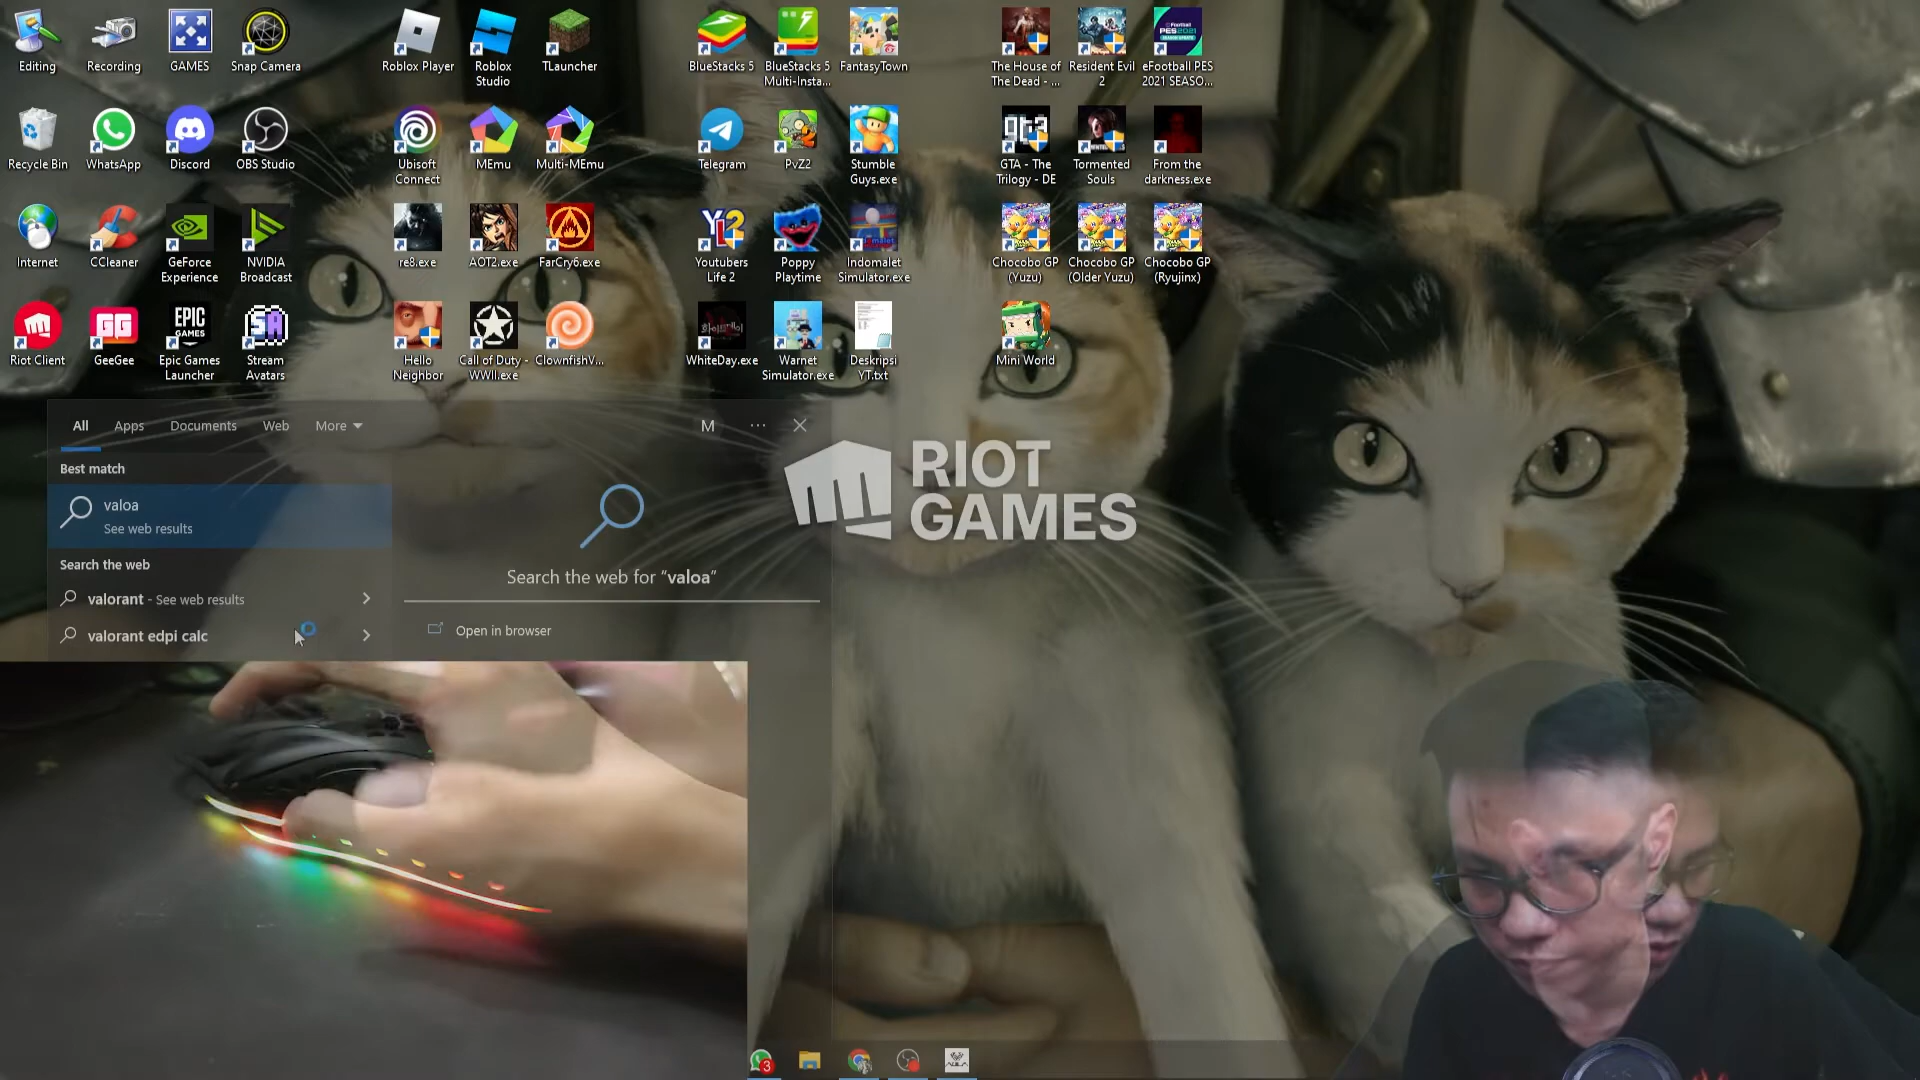 Editing
Recording
GAMES
Snap Camera
Roblox Player
Roblox
Studio
TLauncher
BlueStacks 5
BlueStacks 5
Multi-Insta...
FantasyTown
The House of
The Dead - ...
Resident Evil
2
eFootball PES
2021 SEASO...
Recycle Bin
WhatsApp
Discord
OBS Studio
Ubisoft
Connect
MEmu
Multi-MEmu
Telegram
PvZ2
Stumble
Guys.exe
GTA - The
Trilogy - DE
Tormented
Souls
From the
darkness.exe
Internet
CCleaner
GeForce
Experience
NVIDIA
Broadcast
re8.exe
AOT2.exe
FarCry6.exe
Youtubers
Life 2
Poppy
Playtime
Indomalet
Simulator.exe
Chocobo GP
(Yuzu)
Chocobo GP
(Older Yuzu)
Chocobo GP
(Ryujinx)
Riot Client
GeeGee
Epic Games
Launcher
Stream
Avatars
Hello
Neighbor
Call of Duty -
WWII.exe
ClownfishV...
WhiteDay.exe
Warnet
Simulator.exe
Deskripsi
YT.txt
Mini World
All
Apps
Documents
Web
More
M
...
Best match
valoa
See web results
Search the web
valorant - See web results
valorant edpi calc
Search the web for “valoa”
Open in browser
RIOT
GAMES
3